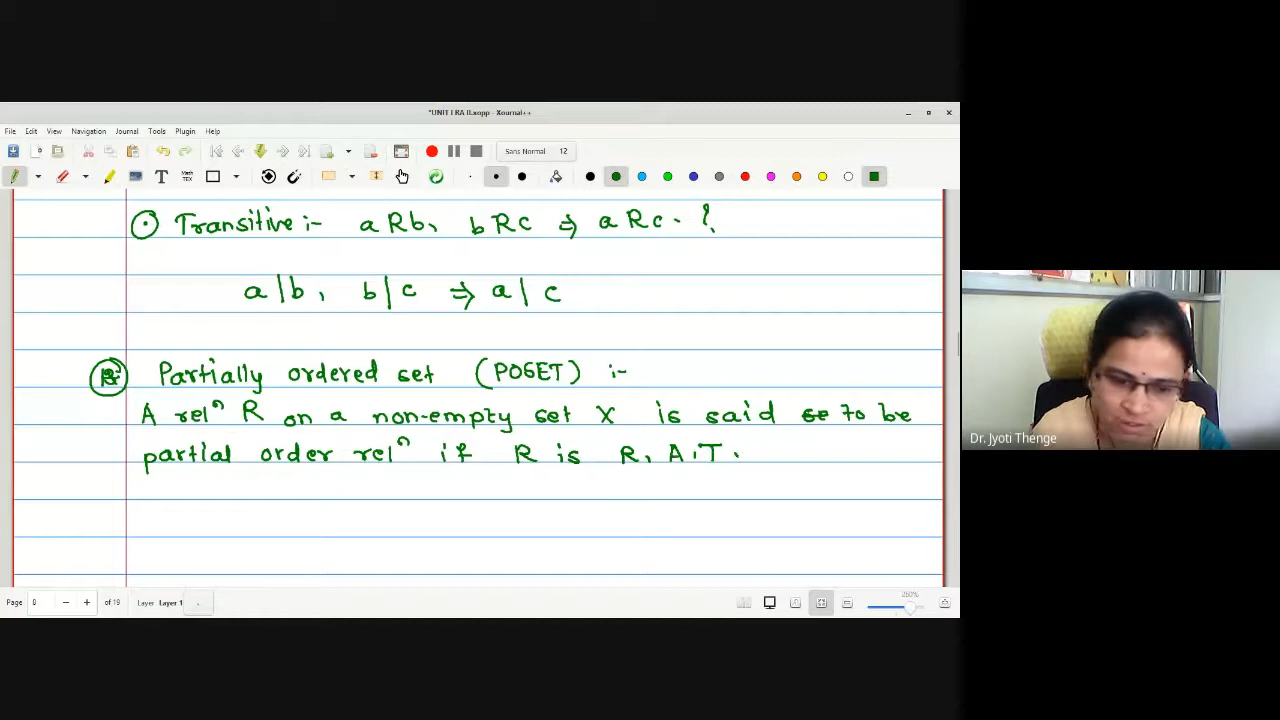 *UNIT I RA II.xopp - Xournal++
File Edit View Navigation Journal Tools Plugin Help
Sans Normal 12
Transitive :- aRb, bRc ⇒ aRc. ?
a|b, b|c ⇒ a|c
Partially ordered set (POSET) :-
A relⁿ R on a non-empty set X is said to be
partial order relⁿ if R is R, A, T.
Dr. Jyoti Thenge
Page 8 of 19 Layer Layer 1 260%